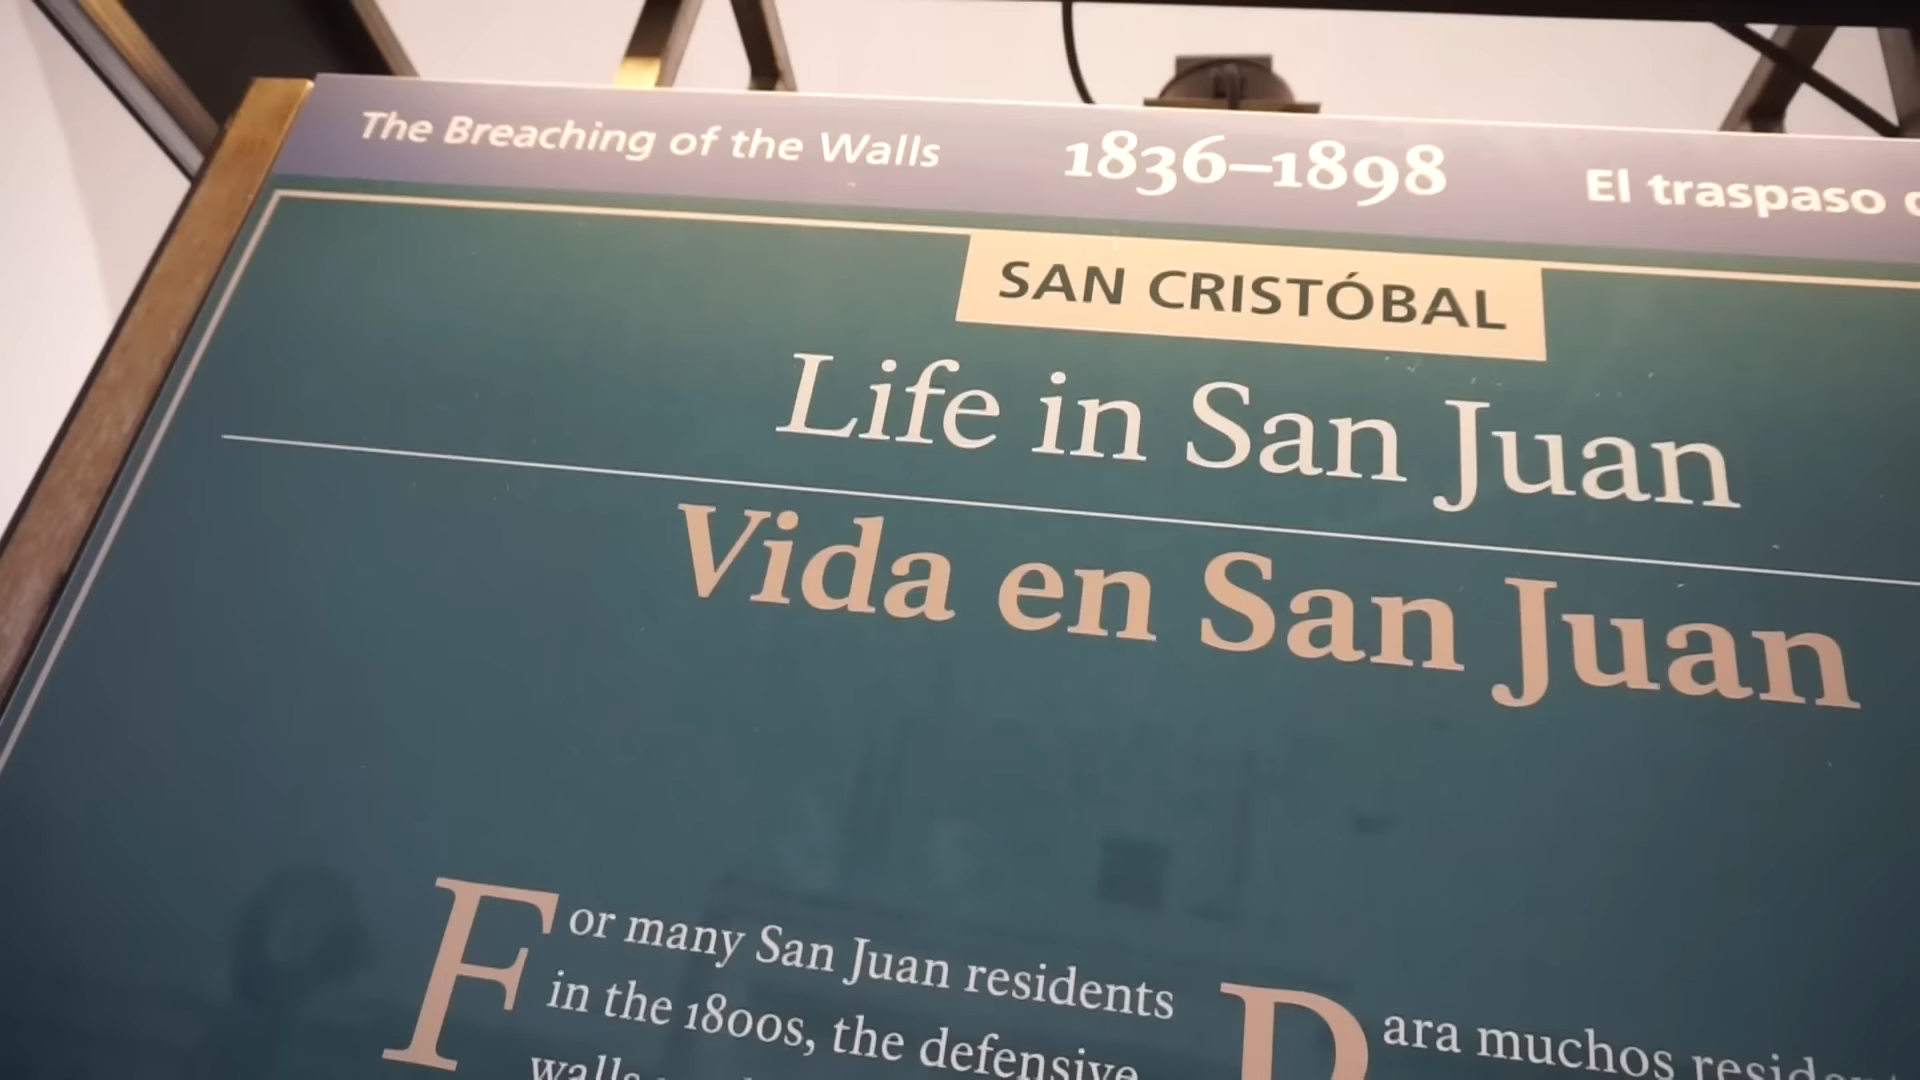 The Breaching of the Walls
1836–1898
El traspaso
SAN CRISTÓBAL
Life in San Juan
Vida en San Juan
For many San Juan residents
in the 1800s, the defensive
walls
Para muchos